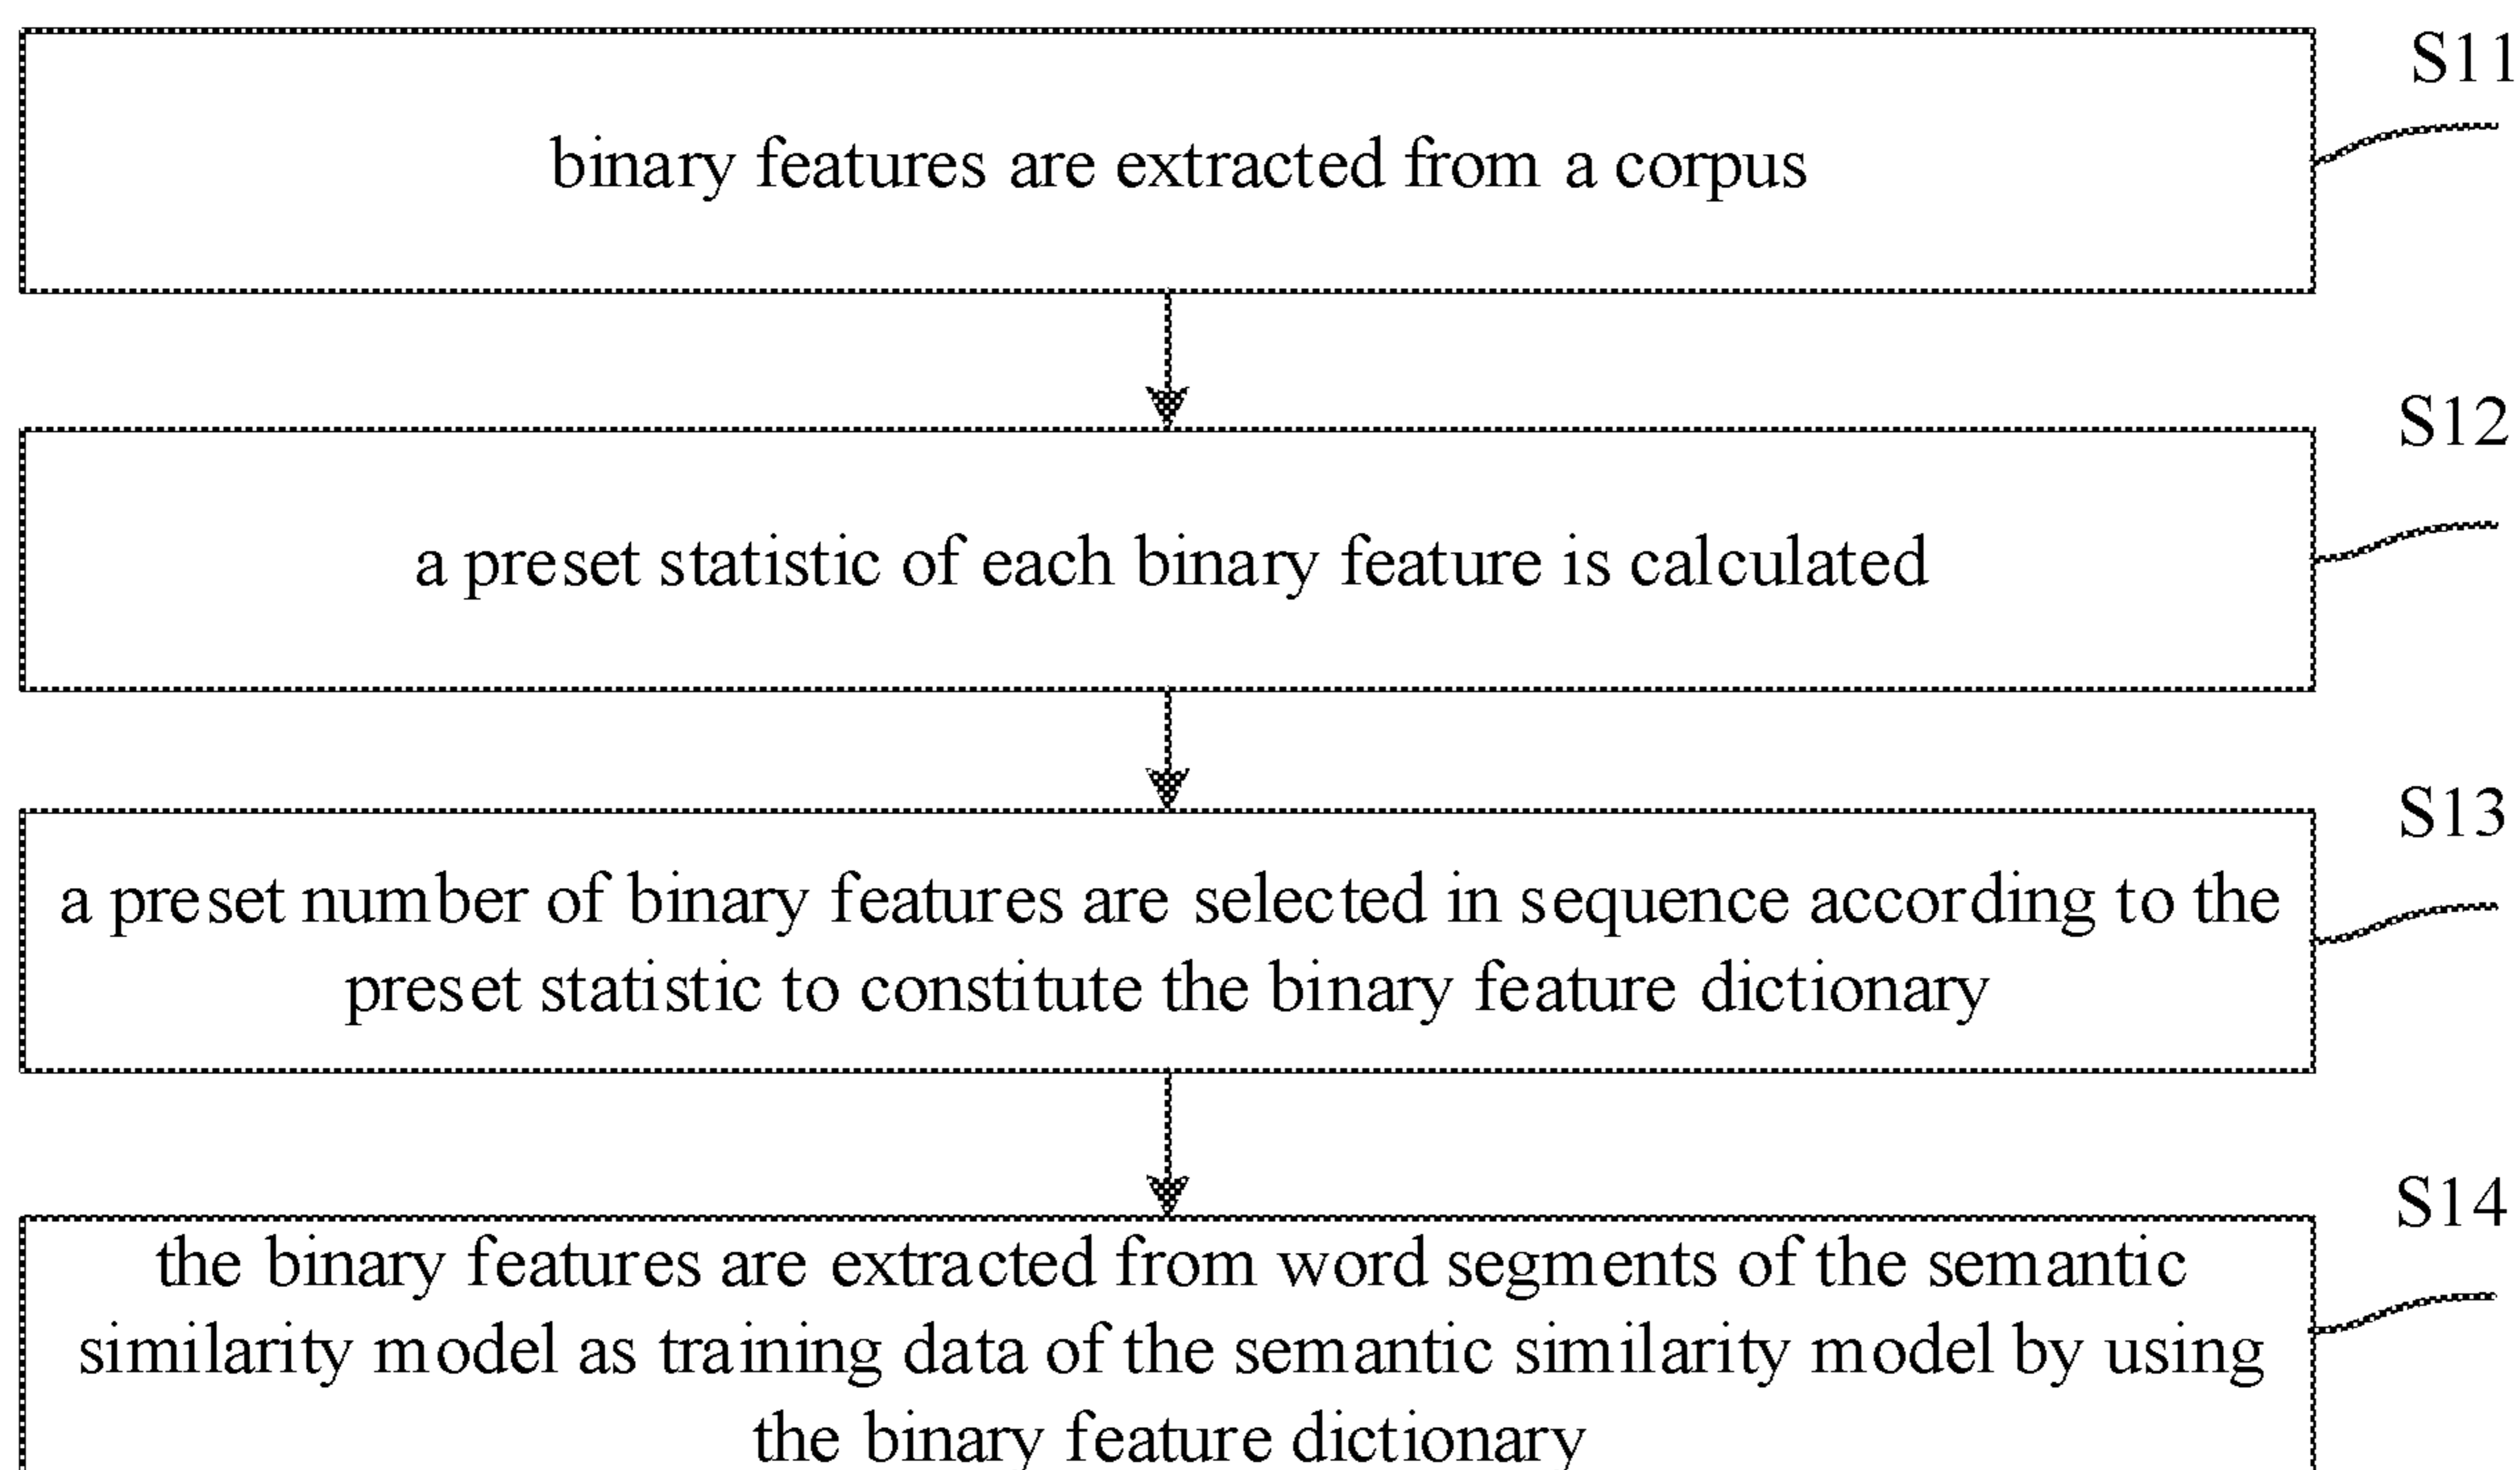 S11
binary features are extracted from a corpus
S12
a preset statistic of each binary feature is calculated
S13
a preset number of binary features are selected in sequence according to the
preset statistic to constitute the binary feature dictionary
S14
the binary features are extracted from word segments of the semantic
similarity model as training data of the semantic similarity model by using
the binary feature dictionary